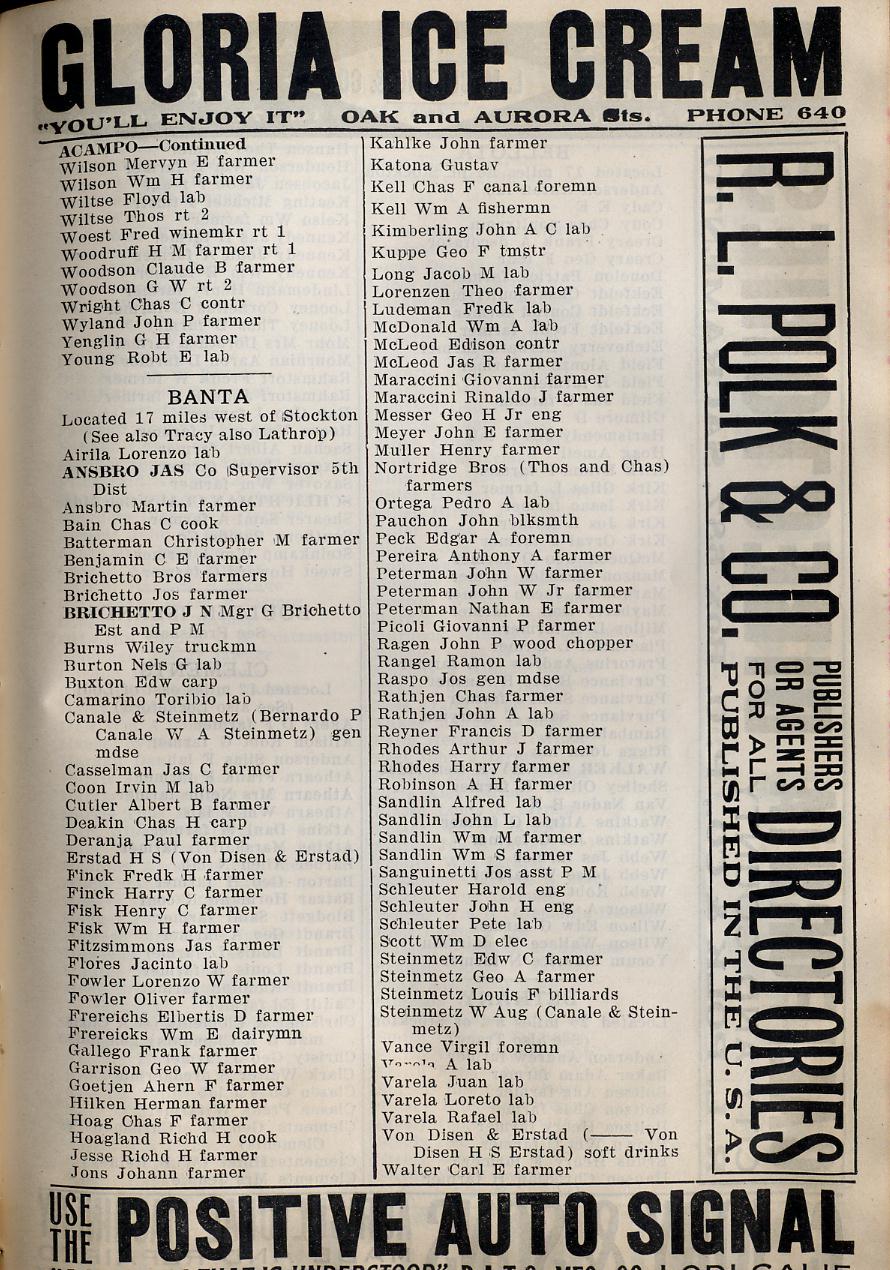 GLORIA ICE CREAM
"YOU'LL ENJOY IT" OAK and AURORA Sts. PHONE 640
ACAMPO—Continued
Wilson Mervyn E farmer
Wilson Wm H farmer
Wiltse Floyd lab
Wiltse Thos rt 2
Woest Fred winemkr rt 1
Woodruff H M farmer rt 1
Woodson Claude B farmer
Woodson G W rt 2
Wright Chas C contr
Wyland John P farmer
Yenglin G H farmer
Young Robt E lab
BANTA
Located 17 miles west of Stockton
(See also Tracy also Lathrop)
Airila Lorenzo lab
ANSBRO JAS Co Supervisor 5th
Dist
Ansbro Martin farmer
Bain Chas C cook
Batterman Christopher M farmer
Benjamin C E farmer
Brichetto Bros farmers
Brichetto Jos farmer
BRICHETTO J N Mgr G Brichetto
Est and P M
Burns Wiley truckmn
Burton Nels G lab
Buxton Edw carp
Camarino Toribio lab
Canale & Steinmetz (Bernardo P
Canale W A Steinmetz) gen
mdse
Casselman Jas C farmer
Coon Irvin M lab
Cutler Albert B farmer
Deakin Chas H carp
Deranja Paul farmer
Erstad H S (Von Disen & Erstad)
Finck Fredk H farmer
Finck Harry C farmer
Fisk Henry C farmer
Fisk Wm H farmer
Fitzsimmons Jas farmer
Flores Jacinto lab
Fowler Lorenzo W farmer
Fowler Oliver farmer
Frereichs Elbertis D farmer
Frereicks Wm E dairymn
Gallego Frank farmer
Garrison Geo W farmer
Goetjen Ahern F farmer
Hilken Herman farmer
Hoag Chas F farmer
Hoagland Richd H cook
Jesse Richd H farmer
Jons Johann farmer
Kahlke John farmer
Katona Gustav
Kell Chas F canal foremn
Kell Wm A fishermn
Kimberling John A C lab
Kuppe Geo F tmstr
Long Jacob M lab
Lorenzen Theo farmer
Ludeman Fredk lab
McDonald Wm A lab
McLeod Edison contr
McLeod Jas R farmer
Maraccini Giovanni farmer
Maraccini Rinaldo J farmer
Messer Geo H Jr eng
Meyer John E farmer
Muller Henry farmer
Nortridge Bros (Thos and Chas)
farmers
Ortega Pedro A lab
Pauchon John blksmth
Peck Edgar A foremn
Pereira Anthony A farmer
Peterman John W farmer
Peterman John W Jr farmer
Peterman Nathan E farmer
Picoli Giovanni P farmer
Ragen John P wood chopper
Rangel Ramon lab
Raspo Jos gen mdse
Rathjen Chas farmer
Rathjen John A lab
Reyner Francis D farmer
Rhodes Arthur J farmer
Rhodes Harry farmer
Robinson A H farmer
Sandlin Alfred lab
Sandlin John L lab
Sandlin Wm M farmer
Sandlin Wm S farmer
Sanguinetti Jos asst P M
Schleuter Harold eng
Schleuter John H eng
Schleuter Pete lab
Scott Wm D elec
Steinmetz Edw C farmer
Steinmetz Geo A farmer
Steinmetz Louis F billiards
Steinmetz W Aug (Canale & Stein-
metz)
Vance Virgil foremn
A lab
Varela Juan lab
Varela Loreto lab
Varela Rafael lab
Von Disen & Erstad (—— Von
Disen H S Erstad) soft drinks
Walter Carl E farmer
R. L. POLK & CO.
PUBLISHERS
OR AGENTS
FOR ALL
DIRECTORIES
PUBLISHED IN THE U. S. A.
USE
THE
POSITIVE AUTO SIGNAL